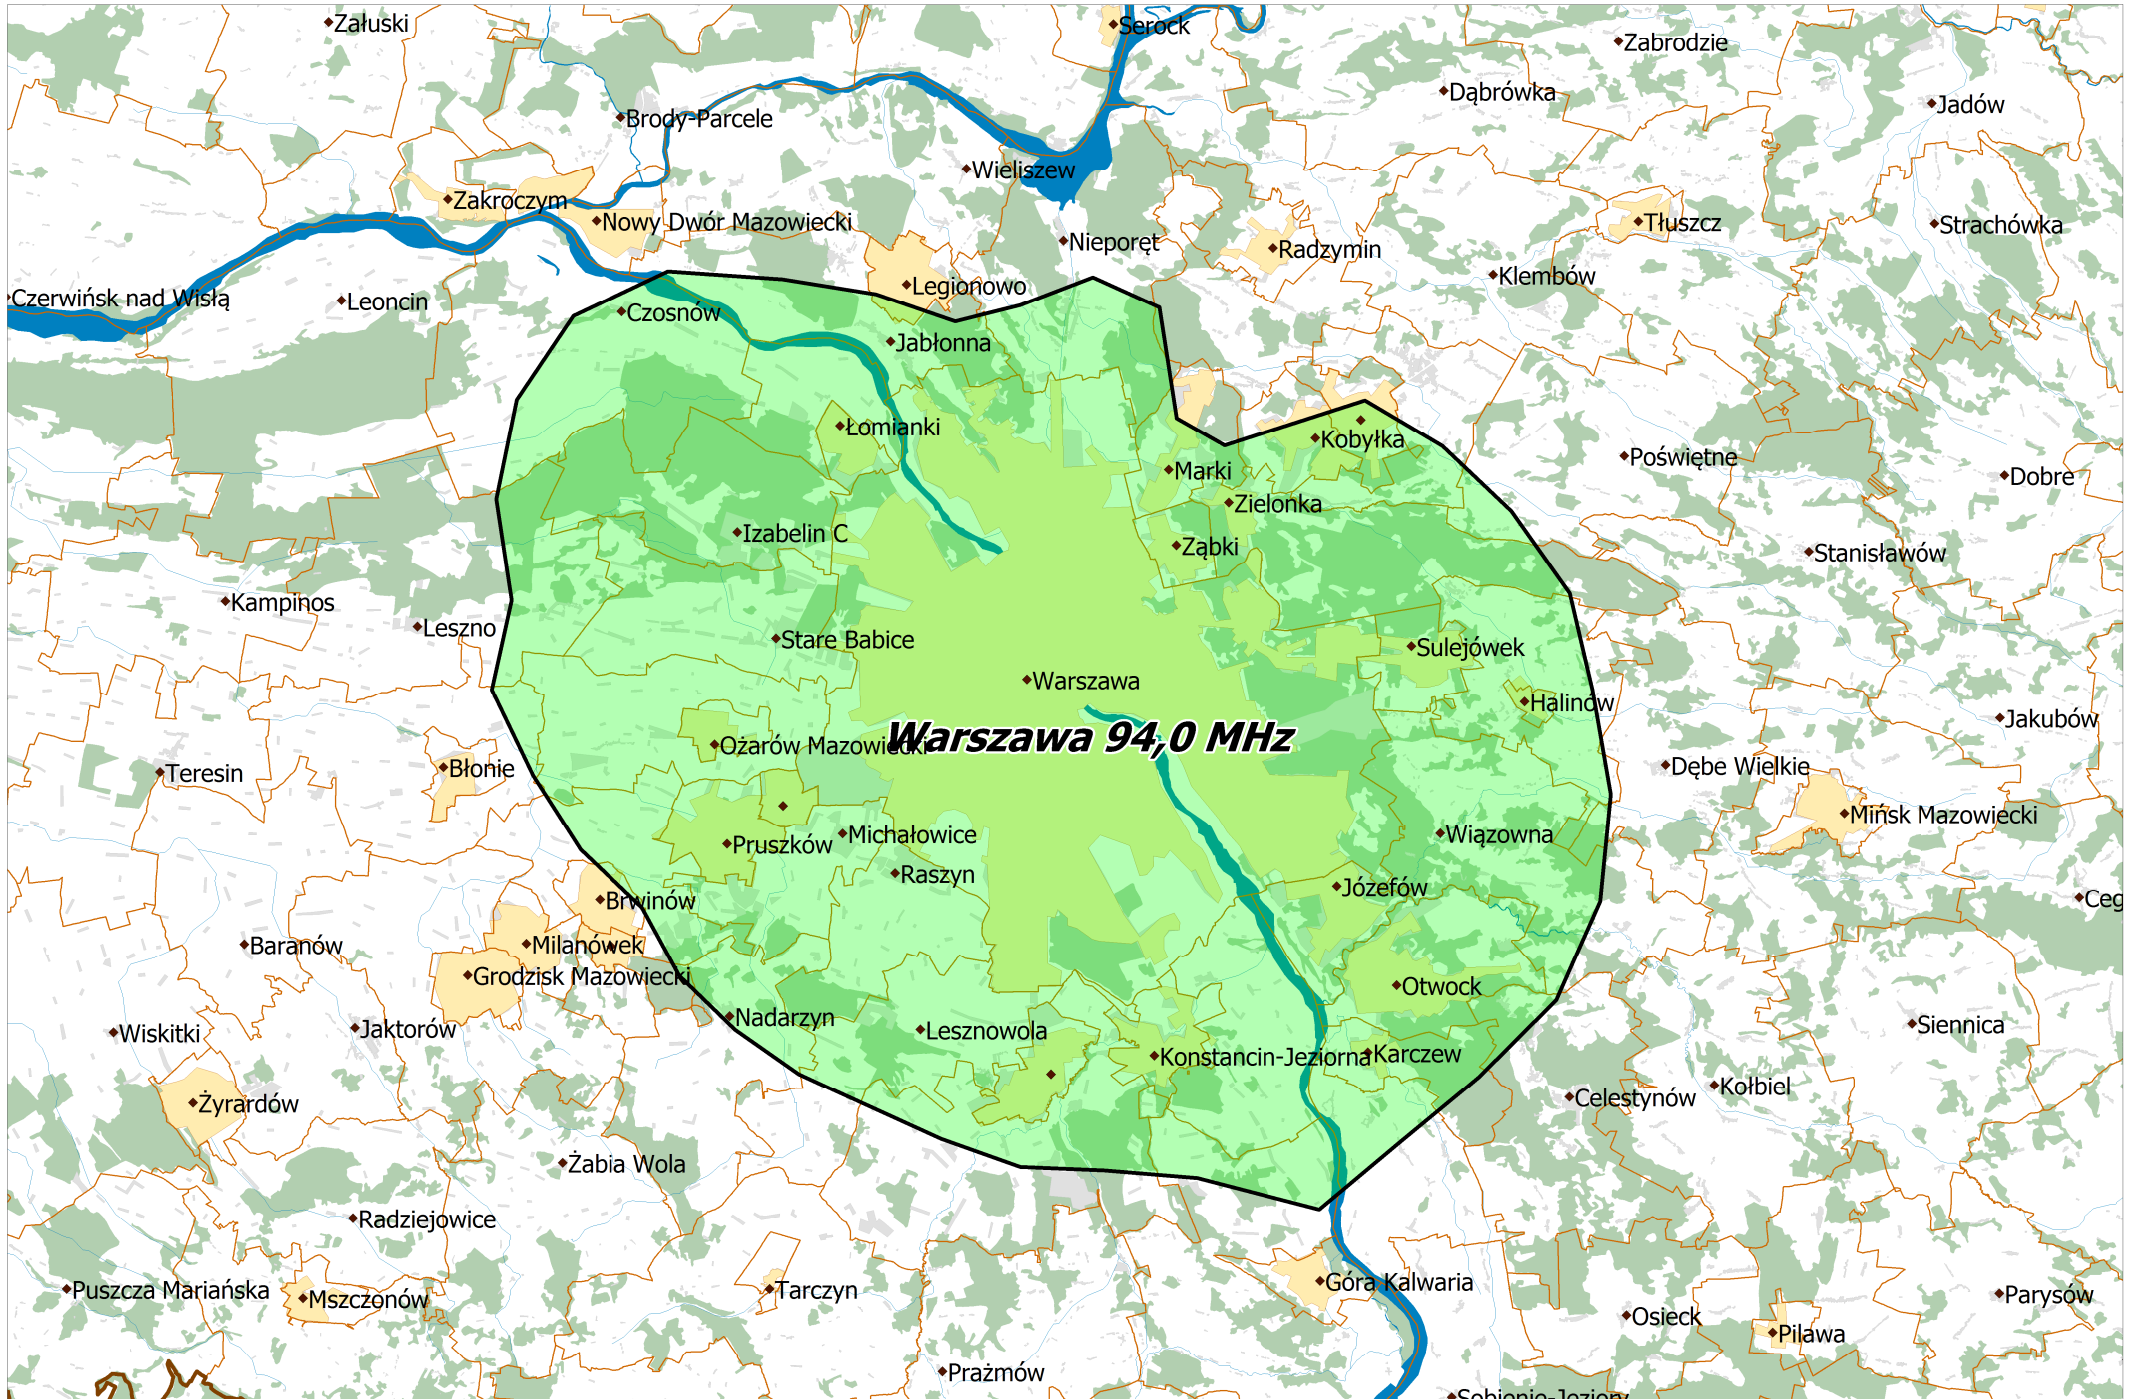 Załuski
Serock
Zabrodzie
Dąbrówka
Jadów
Brody-Parcele
Wieliszew
Zakroczym
Nowy Dwór Mazowiecki
Nieporęt
Radzymin
Tłuszcz
Strachówka
Klembów
Czerwińsk nad Wisłą
Leoncin
Legionowo
Czosnów
Jabłonna
Łomianki
Kobyłka
Poświętne
Marki
Dobre
Zielonka
Izabelin C
Ząbki
Stanisławów
Kampinos
Leszno
Stare Babice
Sulejówek
Warszawa
Halinów
Jakubów
Warszawa 94,0 MHz
Ożarów Mazowiecki
Błonie
Teresin
Dębe Wielkie
Mińsk Mazowiecki
Pruszków
Michałowice
Wiązowna
Raszyn
Józefów
Brwinów
Ceg
Baranów
Milanówek
Grodzisk Mazowiecki
Otwock
Nadarzyn
Lesznowola
Siennica
Wiskitki
Jaktorów
Konstancin-Jeziorna
Karczew
Kołbiel
Celestynów
Żyrardów
Żabia Wola
Radziejowice
Góra Kalwaria
Puszcza Mariańska
Mszczonów
Tarczyn
Parysów
Osieck
Pilawa
Prażmów
Sobienie-Jeziory